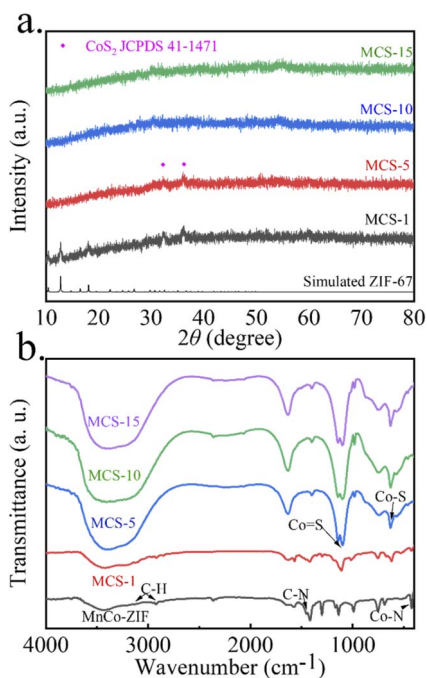 a.
◆ CoS₂ JCPDS 41-1471
MCS-15
MCS-10
MCS-5
MCS-1
Simulated ZIF-67
Intensity (a.u.)
10 20 30 40 50 60 70 80
2θ (degree)
b.
MCS-15
MCS-10
MCS-5
Co-S
Co=S
MCS-1
C-H
C-N
MnCo-ZIF
Co-N
Transmittance (a. u.)
4000 3000 2000 1000
Wavenumber (cm⁻¹)